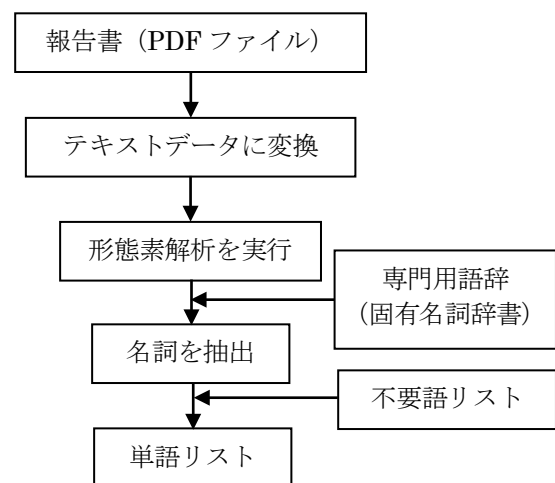 報告書（PDF ファイル）
テキストデータに変換
形態素解析を実行
専門用語辞
（固有名詞辞書）
名詞を抽出
不要語リスト
単語リスト